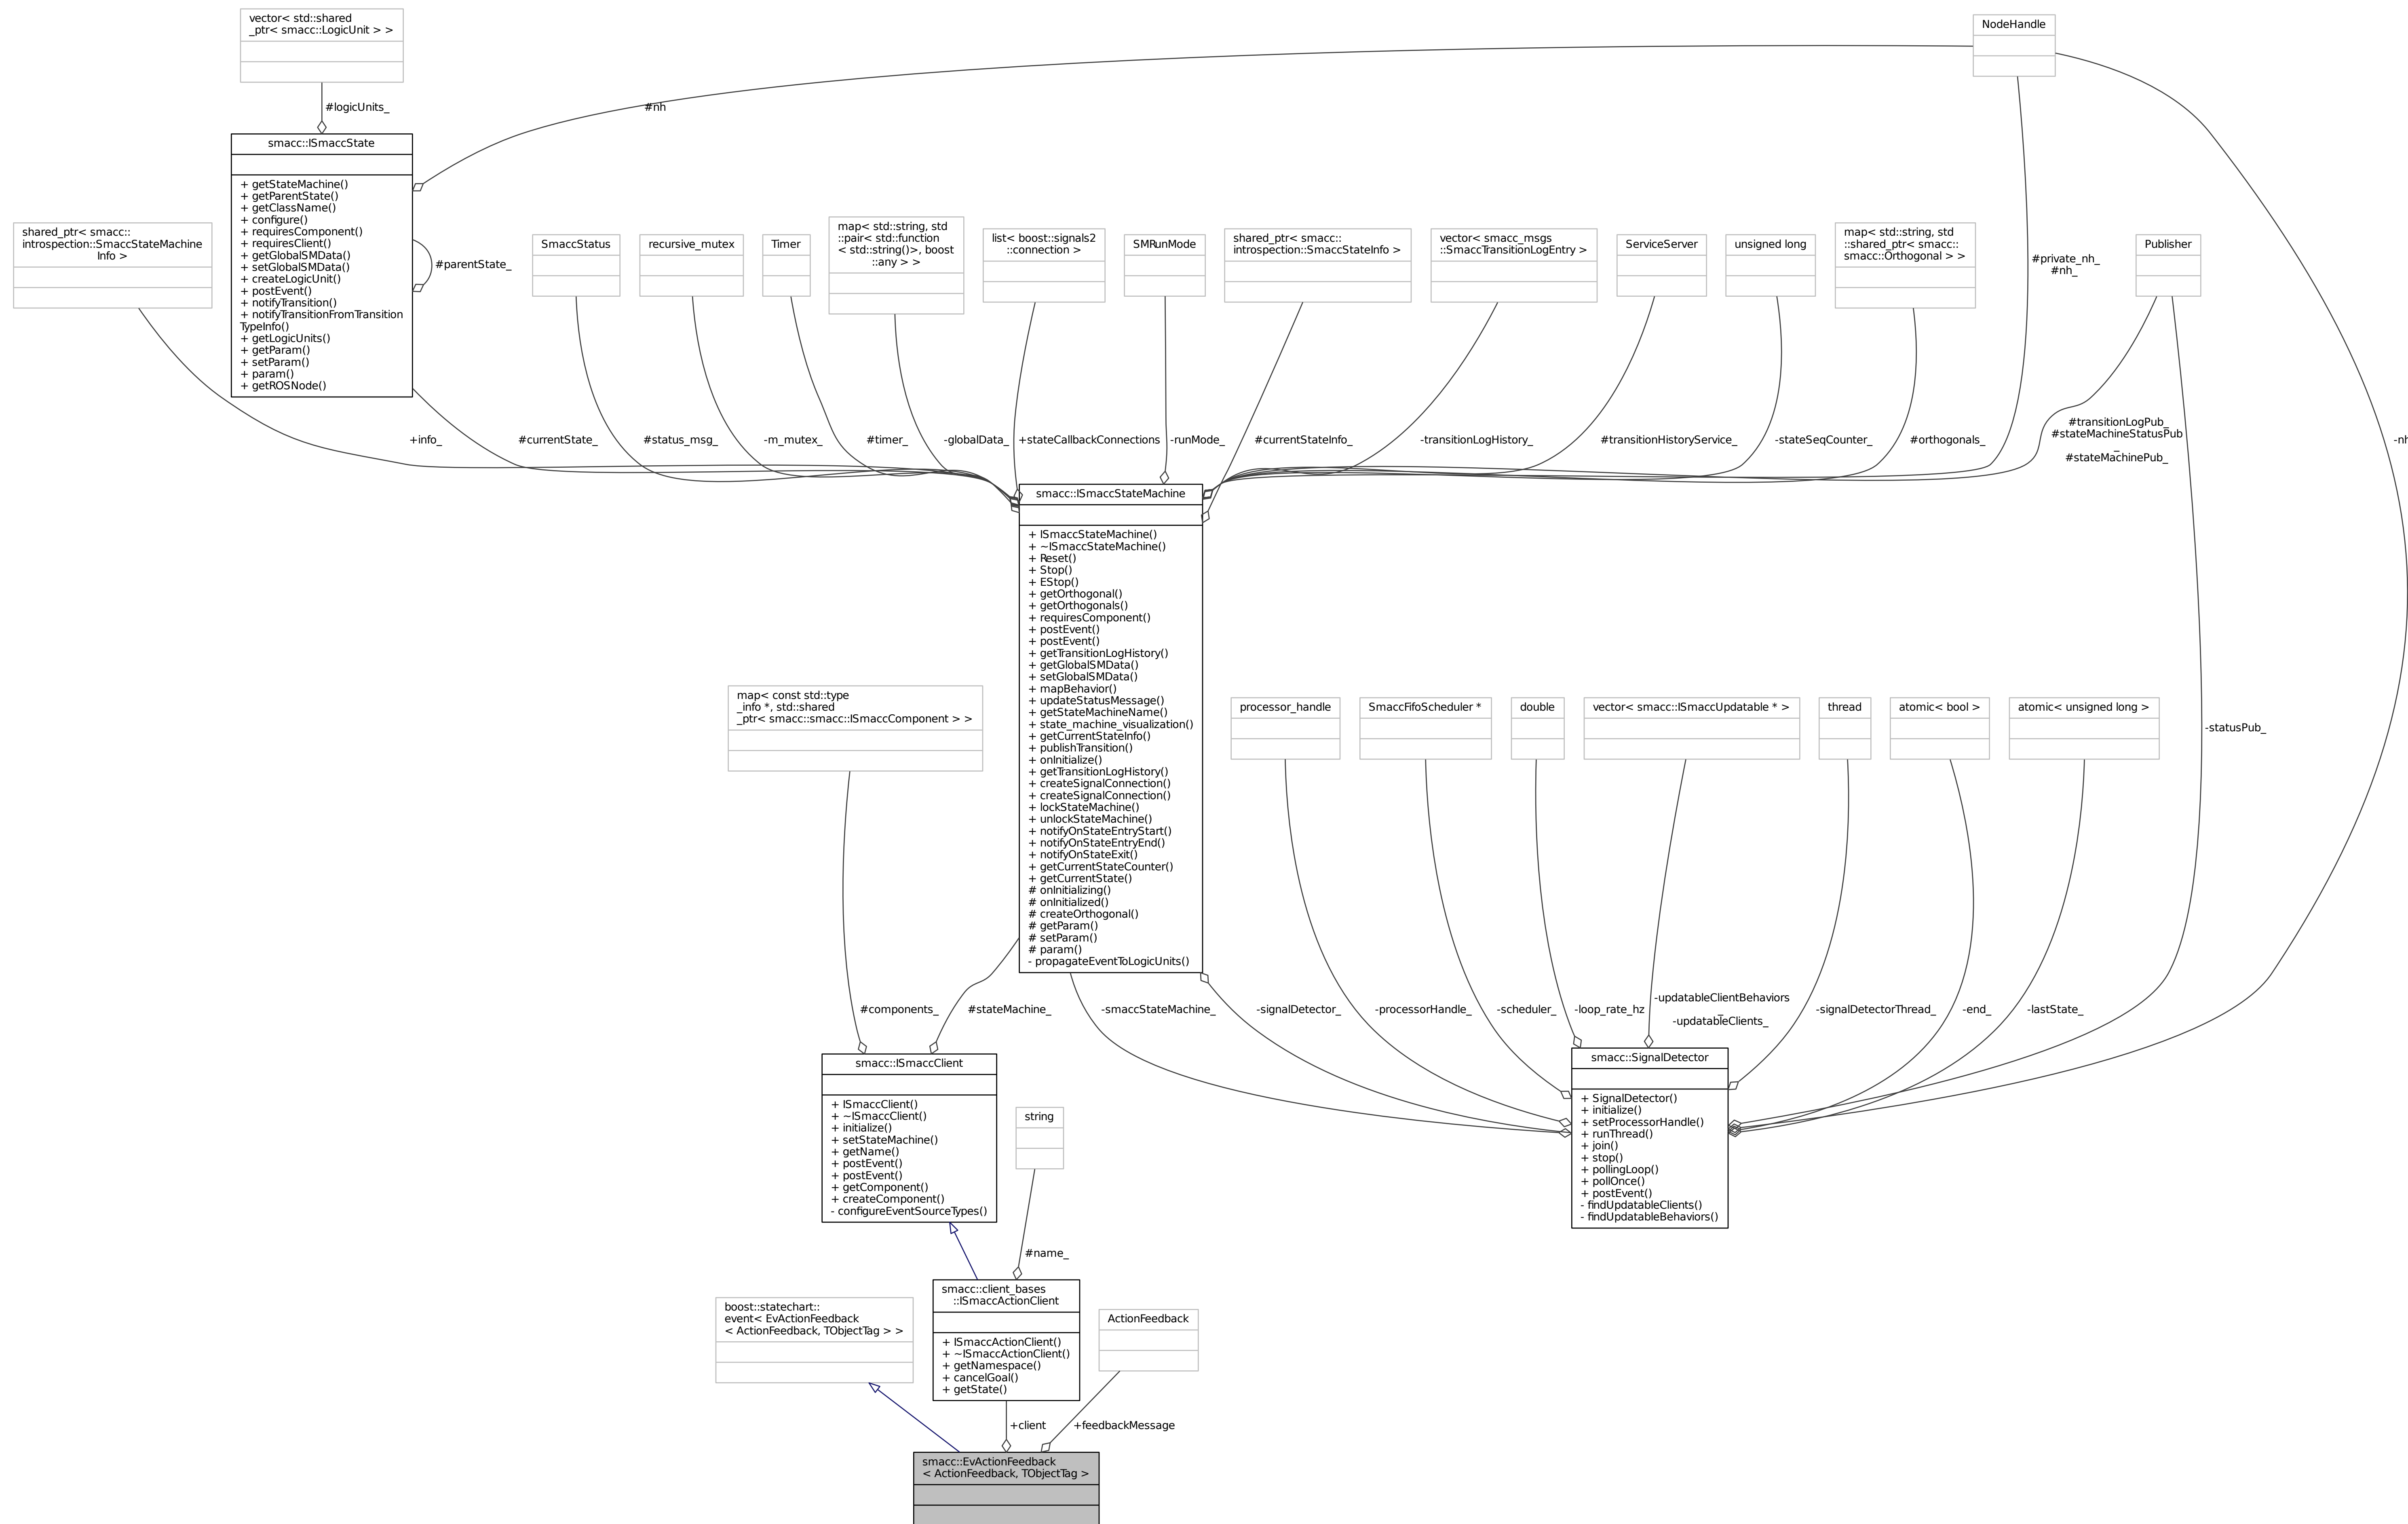 vector< std::shared
_ptr< smacc::LogicUnit > >
NodeHandle
#logicUnits_
#nh
smacc::ISmaccState
+ getStateMachine()
+ getParentState()
+ getClassName()
+ configure()
+ requiresComponent()
+ requiresClient()
+ getGlobalSMData()
+ setGlobalSMData()
+ createLogicUnit()
+ postEvent()
+ notifyTransition()
+ notifyTransitionFromTransition
TypeInfo()
+ getLogicUnits()
+ getParam()
+ setParam()
+ param()
+ getROSNode()
#parentState_
shared_ptr< smacc::
introspection::SmaccStateMachine
Info >
SmaccStatus
recursive_mutex
Timer
map< std::string, std
::pair< std::function
< std::string()>, boost
::any > >
list< boost::signals2
::connection >
SMRunMode
shared_ptr< smacc::
introspection::SmaccStateInfo >
vector< smacc_msgs
::SmaccTransitionLogEntry >
ServiceServer
unsigned long
map< std::string, std
::shared_ptr< smacc::
smacc::Orthogonal > >
#private_nh_
#nh_
Publisher
+info_
#currentState_
#status_msg_
-m_mutex_
#timer_
-globalData_
+stateCallbackConnections
-runMode_
#currentStateInfo_
-transitionLogHistory_
#transitionHistoryService_
-stateSeqCounter_
#orthogonals_
#transitionLogPub_
#stateMachineStatusPub
_
#stateMachinePub_
-nh
smacc::ISmaccStateMachine
+ ISmaccStateMachine()
+ ~ISmaccStateMachine()
+ Reset()
+ Stop()
+ EStop()
+ getOrthogonal()
+ getOrthogonals()
+ requiresComponent()
+ postEvent()
+ postEvent()
+ getTransitionLogHistory()
+ getGlobalSMData()
+ setGlobalSMData()
+ mapBehavior()
+ updateStatusMessage()
+ getStateMachineName()
+ state_machine_visualization()
+ getCurrentStateInfo()
+ publishTransition()
+ onInitialize()
+ getTransitionLogHistory()
+ createSignalConnection()
+ createSignalConnection()
+ lockStateMachine()
+ unlockStateMachine()
+ notifyOnStateEntryStart()
+ notifyOnStateEntryEnd()
+ notifyOnStateExit()
+ getCurrentStateCounter()
+ getCurrentState()
# onInitializing()
# onInitialized()
# createOrthogonal()
# getParam()
# setParam()
# param()
- propagateEventToLogicUnits()
map< const std::type
_info *, std::shared
_ptr< smacc::smacc::ISmaccComponent > >
processor_handle
SmaccFifoScheduler *
double
vector< smacc::ISmaccUpdatable * >
thread
atomic< bool >
atomic< unsigned long >
-statusPub_
#components_
#stateMachine_
-smaccStateMachine_
-signalDetector_
-processorHandle_
-scheduler_
-loop_rate_hz
-updatableClientBehaviors
_
-updatableClients_
-signalDetectorThread_
-end_
-lastState_
smacc::ISmaccClient
+ ISmaccClient()
+ ~ISmaccClient()
+ initialize()
+ setStateMachine()
+ getName()
+ postEvent()
+ postEvent()
+ getComponent()
+ createComponent()
- configureEventSourceTypes()
smacc::SignalDetector
+ SignalDetector()
+ initialize()
+ setProcessorHandle()
+ runThread()
+ join()
+ stop()
+ pollingLoop()
+ pollOnce()
+ postEvent()
- findUpdatableClients()
- findUpdatableBehaviors()
string
#name_
boost::statechart::
event< EvActionFeedback
< ActionFeedback, TObjectTag > >
smacc::client_bases
::ISmaccActionClient
+ ISmaccActionClient()
+ ~ISmaccActionClient()
+ getNamespace()
+ cancelGoal()
+ getState()
ActionFeedback
+client
+feedbackMessage
smacc::EvActionFeedback
< ActionFeedback, TObjectTag >